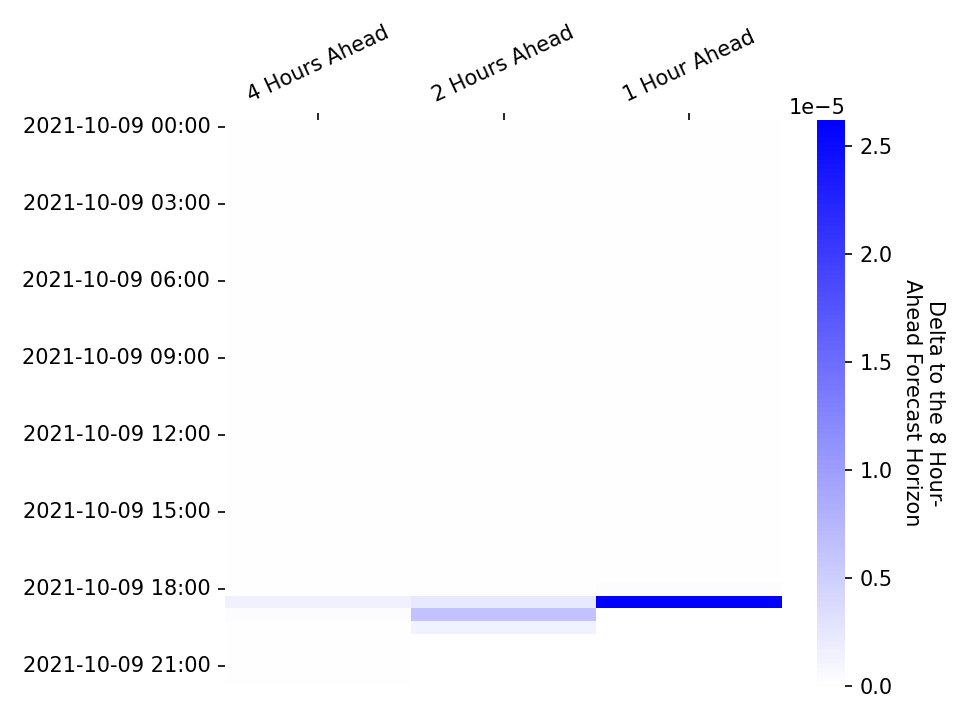 4 Hours Ahead
2 Hours Ahead
1 Hour Ahead
1e−5
2021-10-09 00:00
2021-10-09 03:00
2021-10-09 06:00
2021-10-09 09:00
2021-10-09 12:00
2021-10-09 15:00
2021-10-09 18:00
2021-10-09 21:00
2.5
2.0
1.5
1.0
0.5
0.0
Delta to the 8 Hour-
Ahead Forecast Horizon